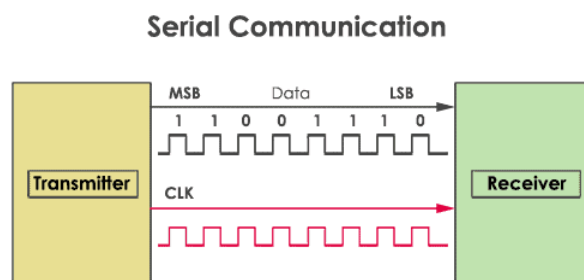 Serial Communication
MSB Data LSB
1 1 0 0 1 1 1 0
Transmitter
Receiver
CLK